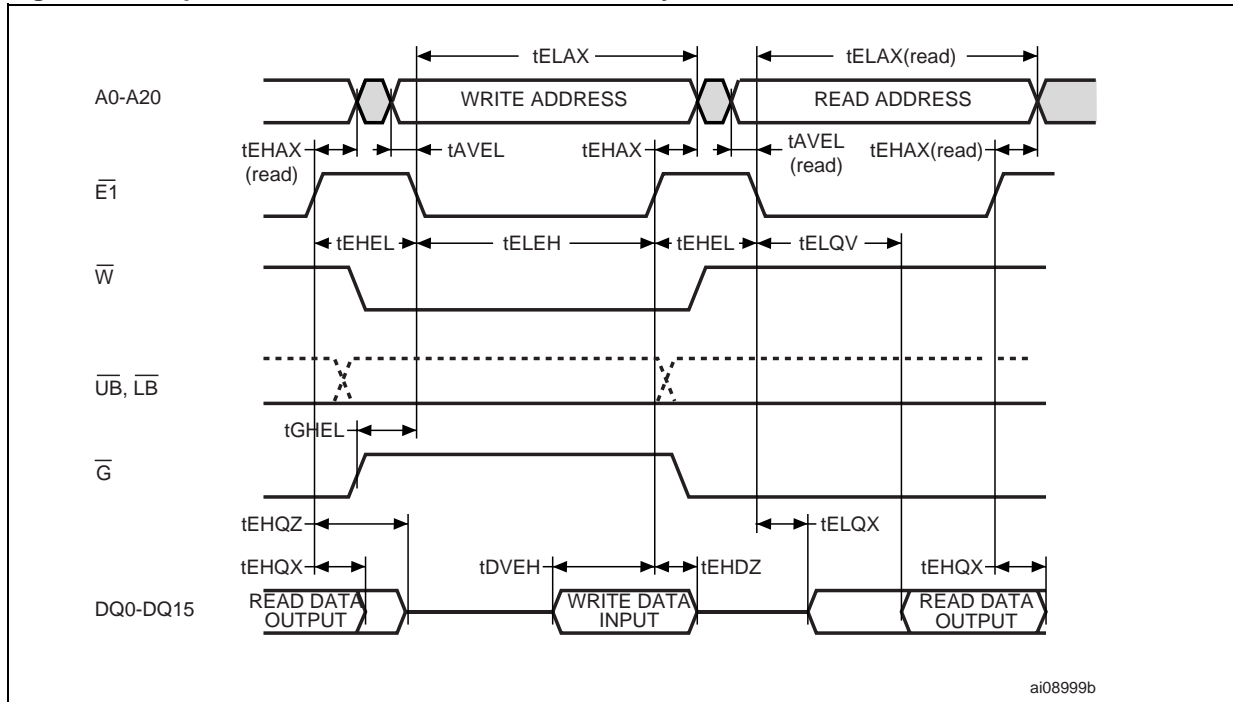 tELAX
tELAX(read)
A0-A20
WRITE ADDRESS
READ ADDRESS
tEHAX
(read)
tAVEL
tEHAX
tAVEL
(read)
tEHAX(read)
E1
tEHEL
tELEH
tEHEL
tELQV
W
UB, LB
tGHEL
G
tEHQZ
tELQX
tEHQX
tDVEH
tEHDZ
tEHQX
DQ0-DQ15
READ DATA
OUTPUT
WRITE DATA
INPUT
READ DATA
OUTPUT
ai08999b